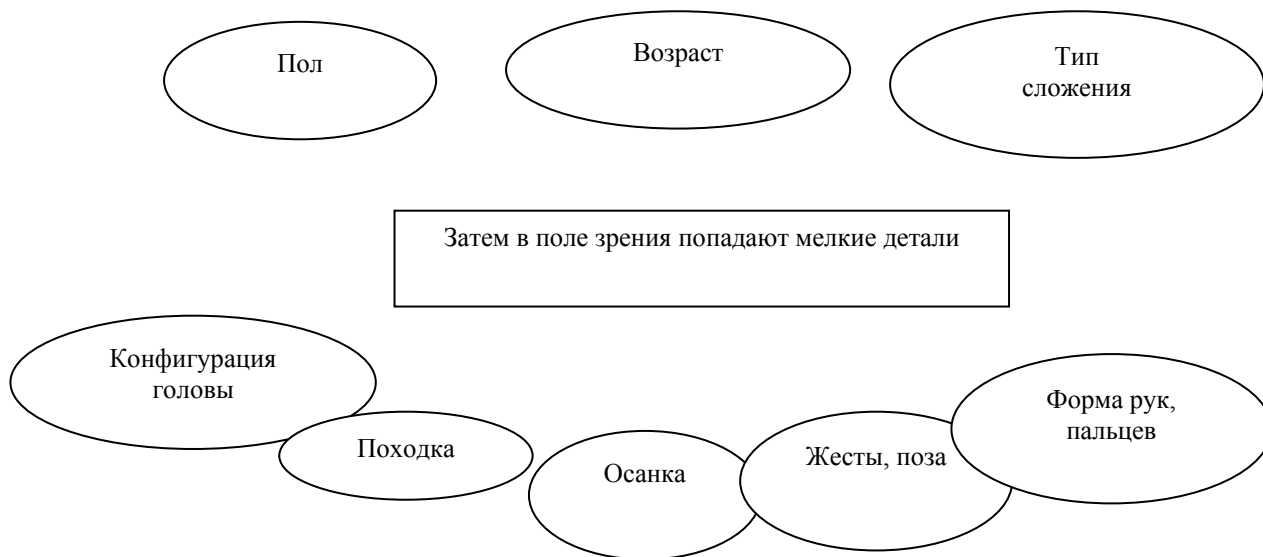 Пол
Возраст
Тип
сложения
Затем в поле зрения попадают мелкие детали
Конфигурация
головы
Походка
Осанка
Жесты, поза
Форма рук,
пальцев